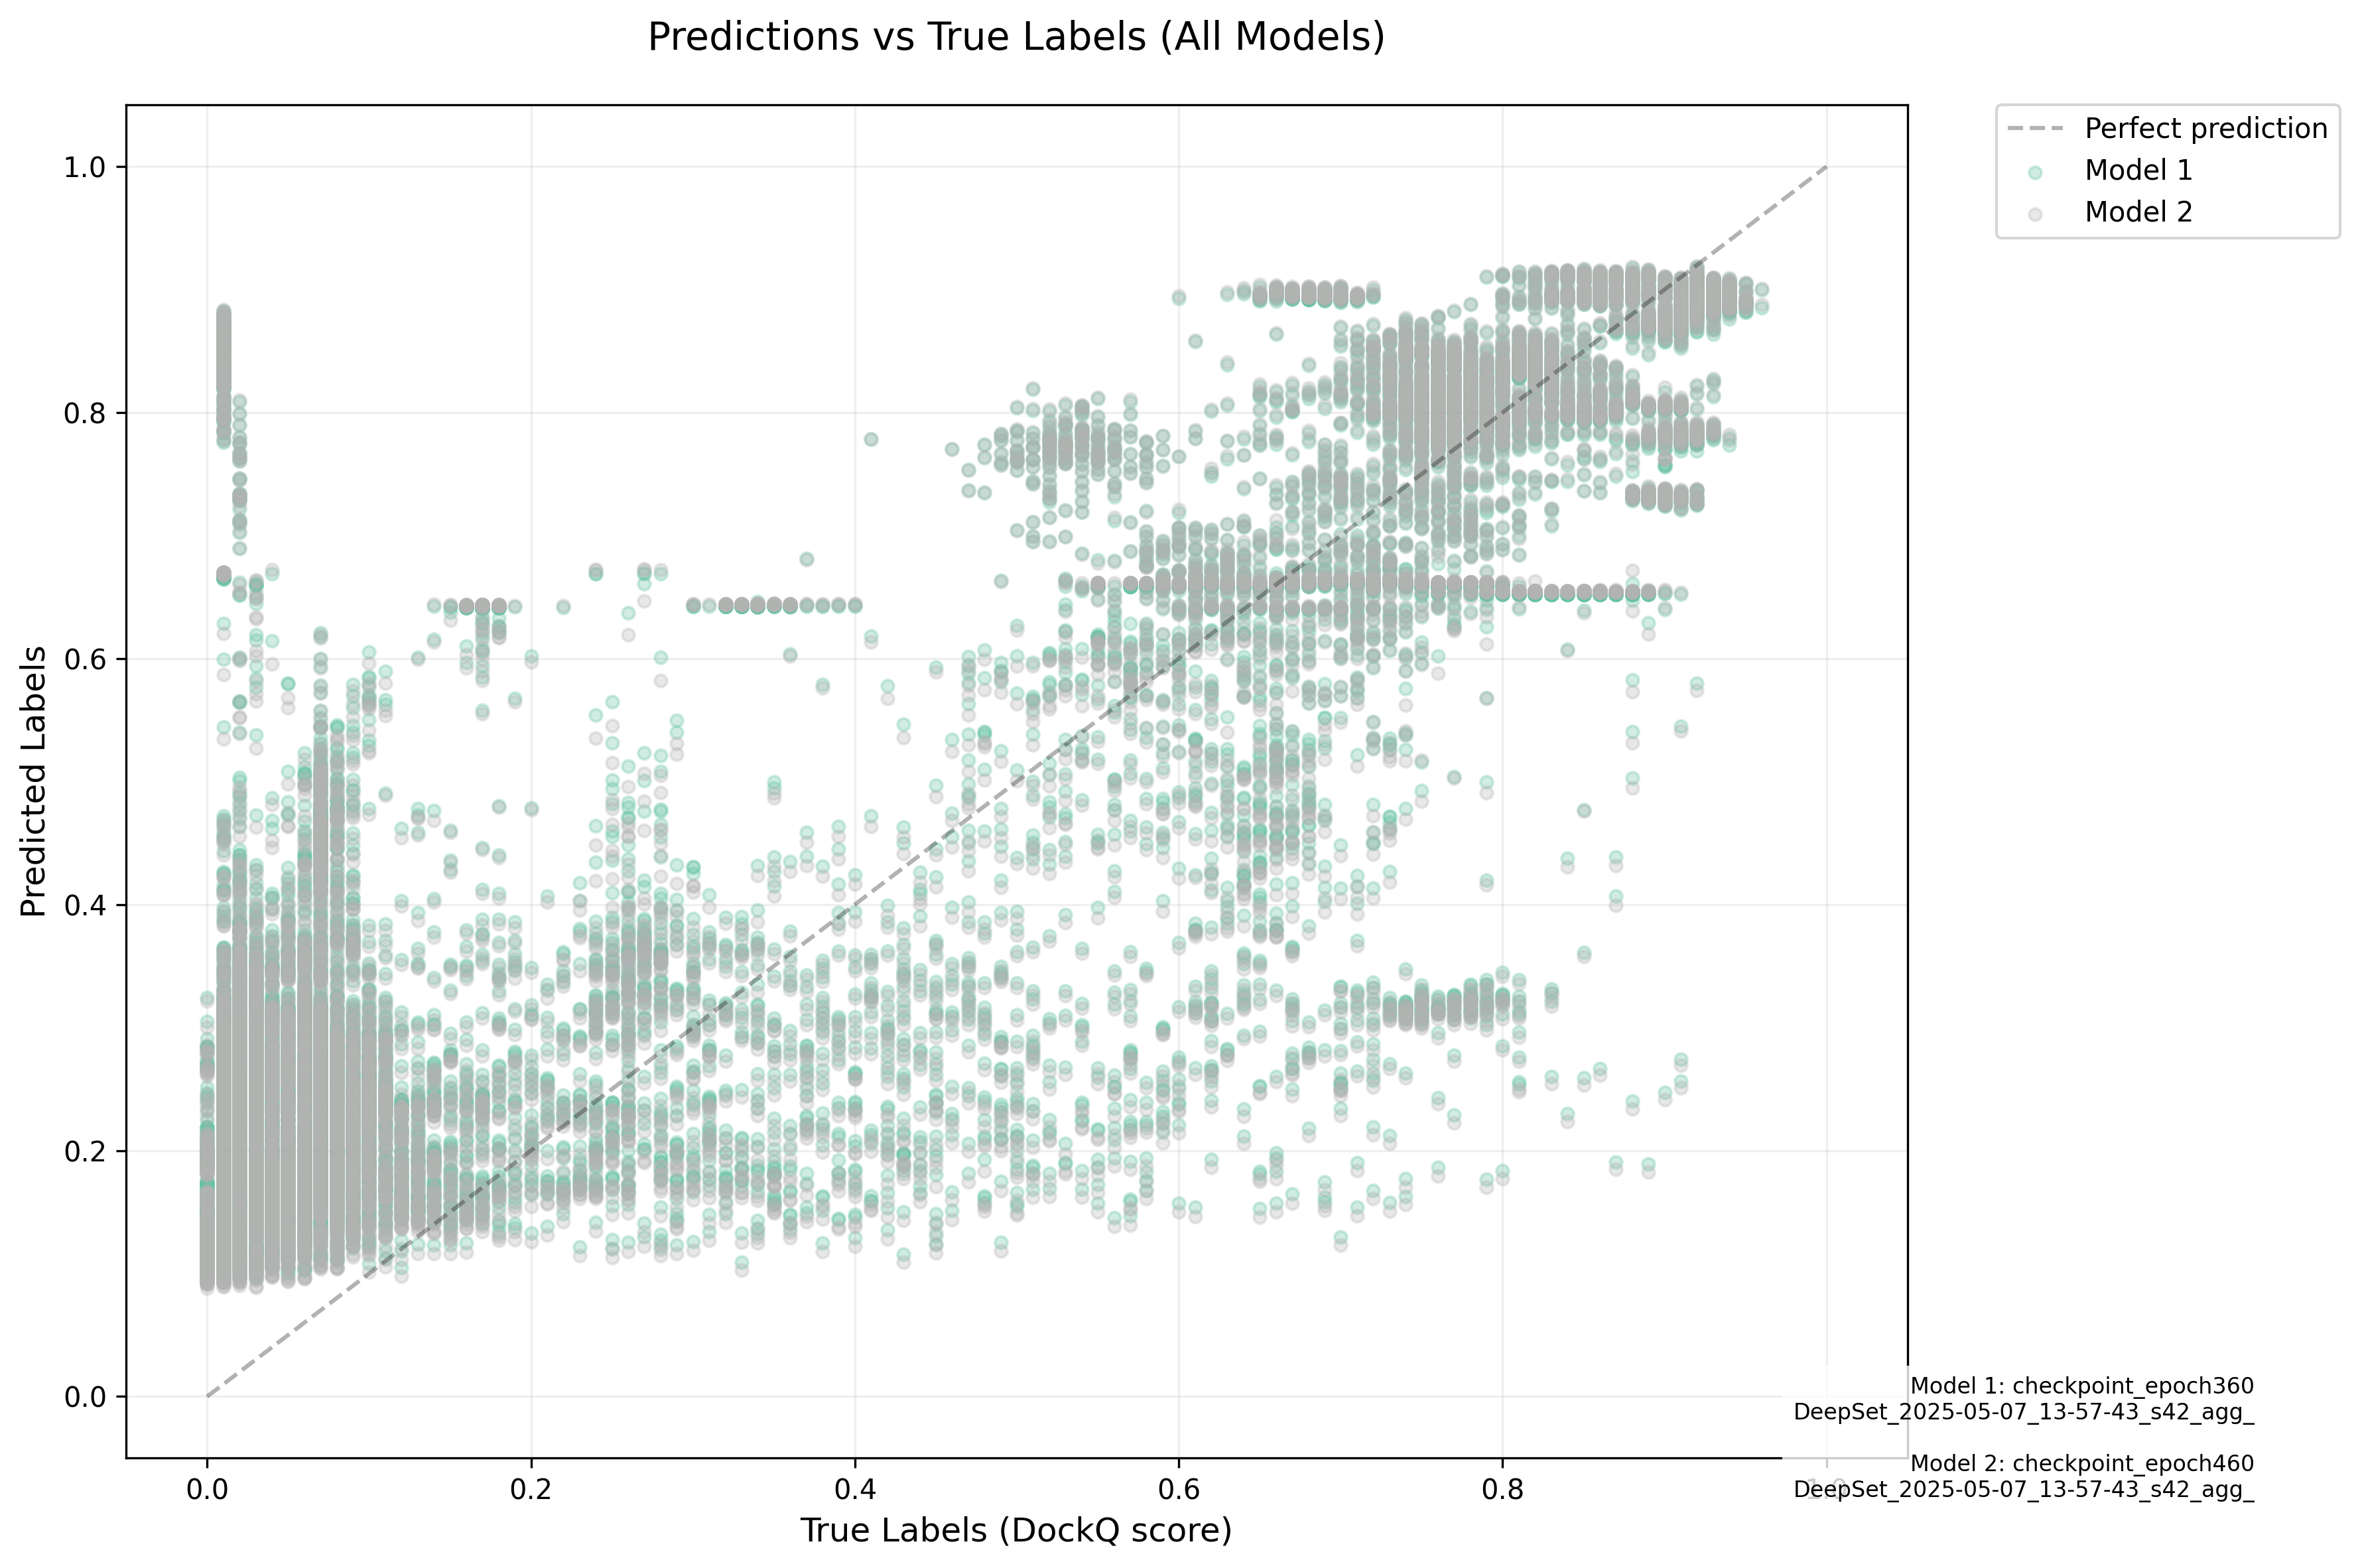 Predictions vs True Labels (All Models)
Perfect prediction
Model 1
Model 2
Predicted Labels
1.0
0.8
0.6
0.4
0.2
0.0
0.0 0.2 0.4 0.6 0.8 1.0
True Labels (DockQ score)
Model 1: checkpoint_epoch360
DeepSet_2025-05-07_13-57-43_s42_agg_
Model 2: checkpoint_epoch460
DeepSet_2025-05-07_13-57-43_s42_agg_